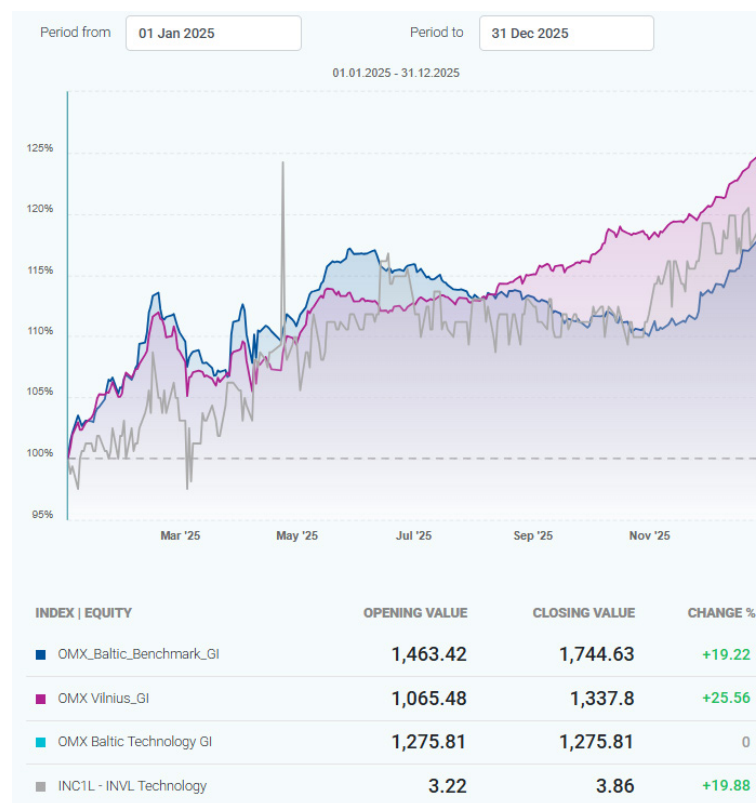 Period from 01 Jan 2025 Period to 31 Dec 2025
01.01.2025 - 31.12.2025
125%
120%
115%
110%
105%
100%
95%
Mar '25 May '25 Jul '25 Sep '25 Nov '25
INDEX | EQUITY OPENING VALUE CLOSING VALUE CHANGE %
OMX_Baltic_Benchmark_GI 1,463.42 1,744.63 +19.22
OMX Vilnius_GI 1,065.48 1,337.8 +25.56
OMX Baltic Technology GI 1,275.81 1,275.81 0
INC1L - INVL Technology 3.22 3.86 +19.88